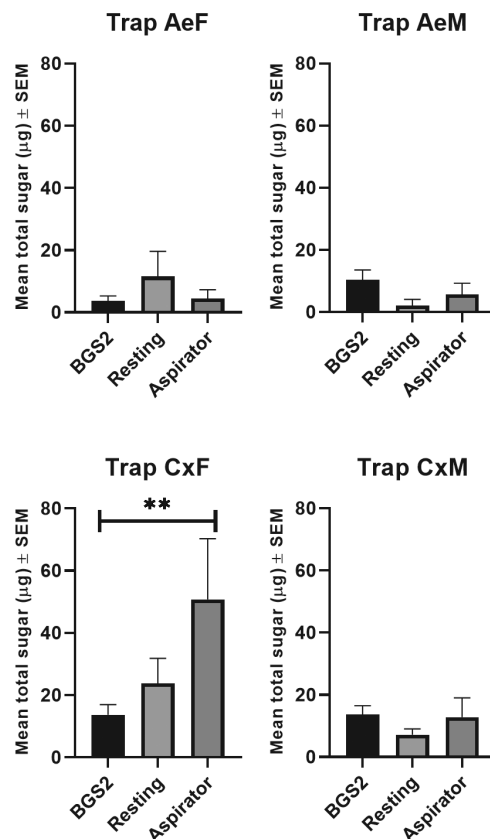 Trap AeF
Mean total sugar (µg) ± SEM
80
60
40
20
0
BGS2
Resting
Aspirator
Trap AeM
Mean total sugar (µg) ± SEM
80
60
40
20
0
BGS2
Resting
Aspirator
Trap CxF
Mean total sugar (µg) ± SEM
80
60
40
20
0
**
BGS2
Resting
Aspirator
Trap CxM
Mean total sugar (µg) ± SEM
80
60
40
20
0
BGS2
Resting
Aspirator